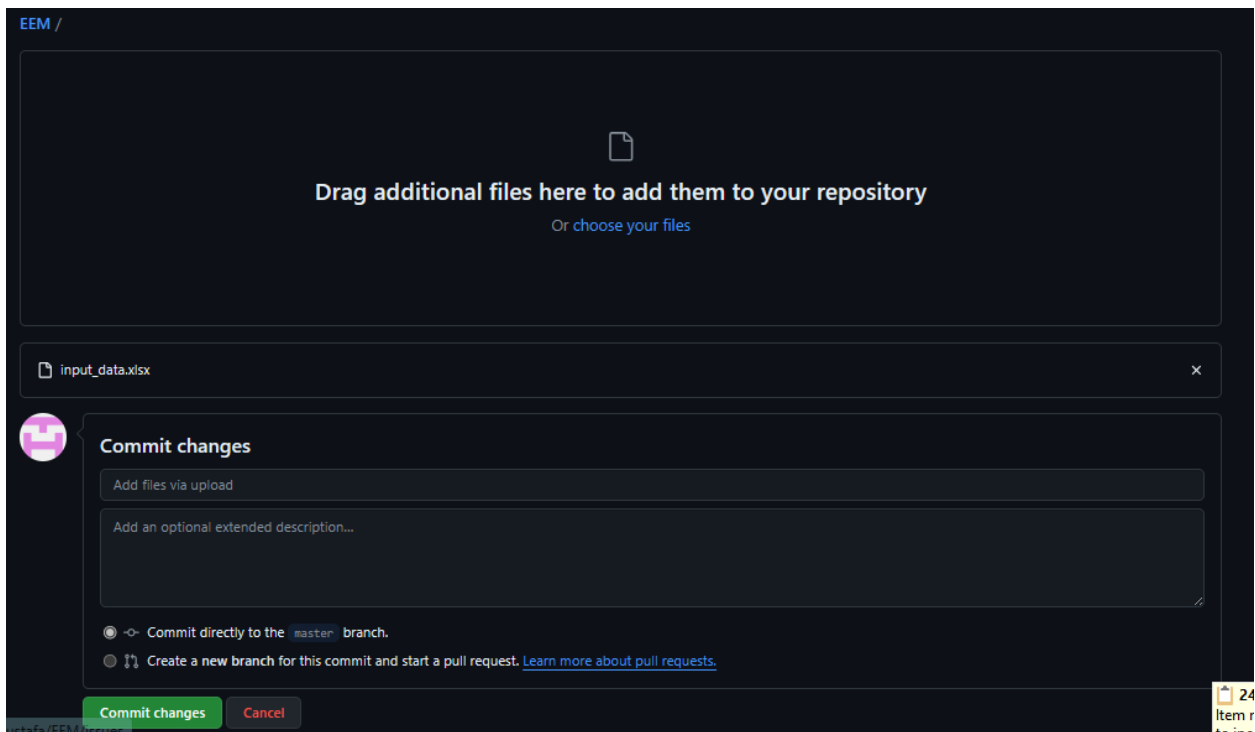 EEM /
Drag additional files here to add them to your repository
Or choose your files
input_data.xlsx
Commit changes
Add files via upload
Add an optional extended description...
Commit directly to the master branch.
Create a new branch for this commit and start a pull request. Learn more about pull requests.
Commit changes Cancel
24
Item